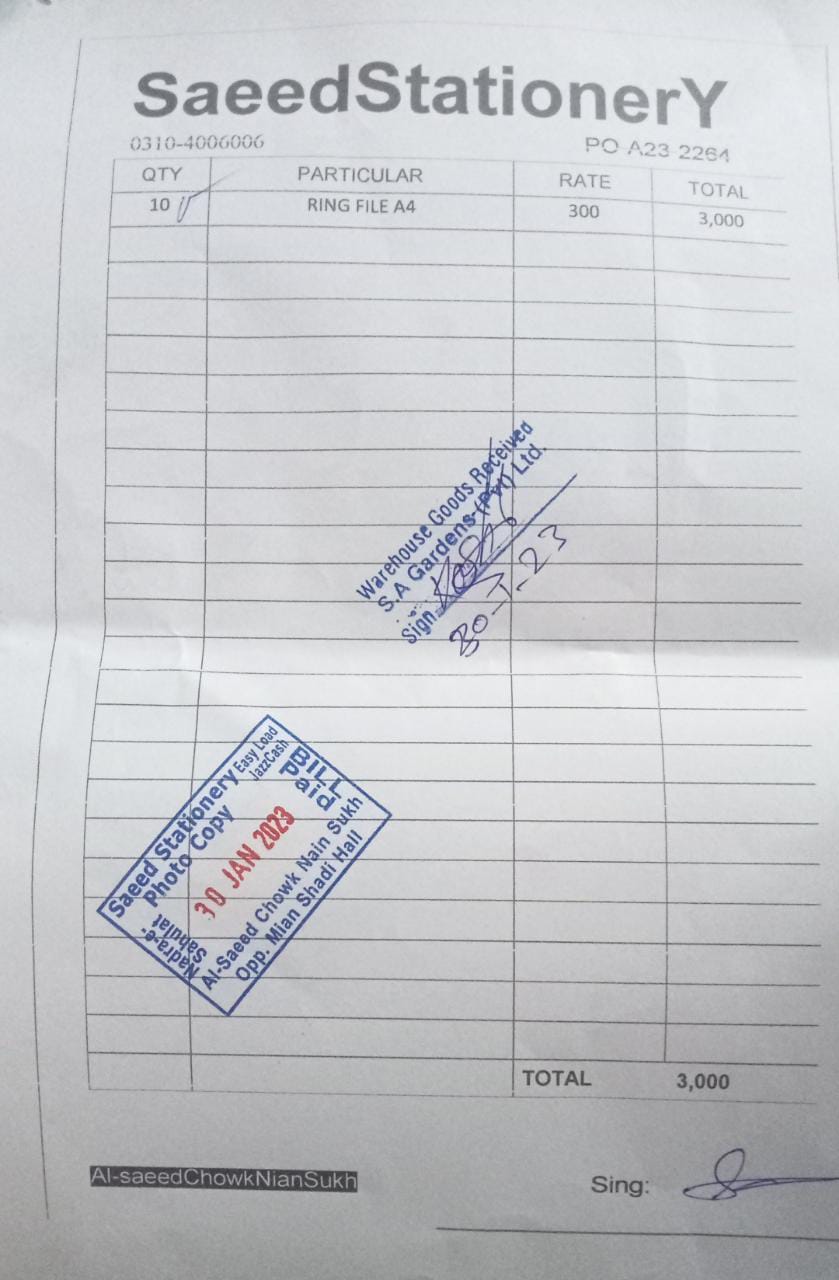 SaeedStationerY
0310-4006006 PO-A23-2264
QTY PARTICULAR RATE TOTAL
10 RING FILE A4 300 3,000
Warehouse Goods Received
S.A Gardens (Pvt) Ltd.
Sign
30-1-23
Saeed Stationery Easy Load
JazzCash
Photo Copy
BILL
Paid
30 JAN 2023
Nadra-e-
Sahulat
Al-Saeed Chowk Nain Sukh
Opp. Mian Shadi Hall
TOTAL 3,000
Al-saeedChowkNianSukh
Sing: